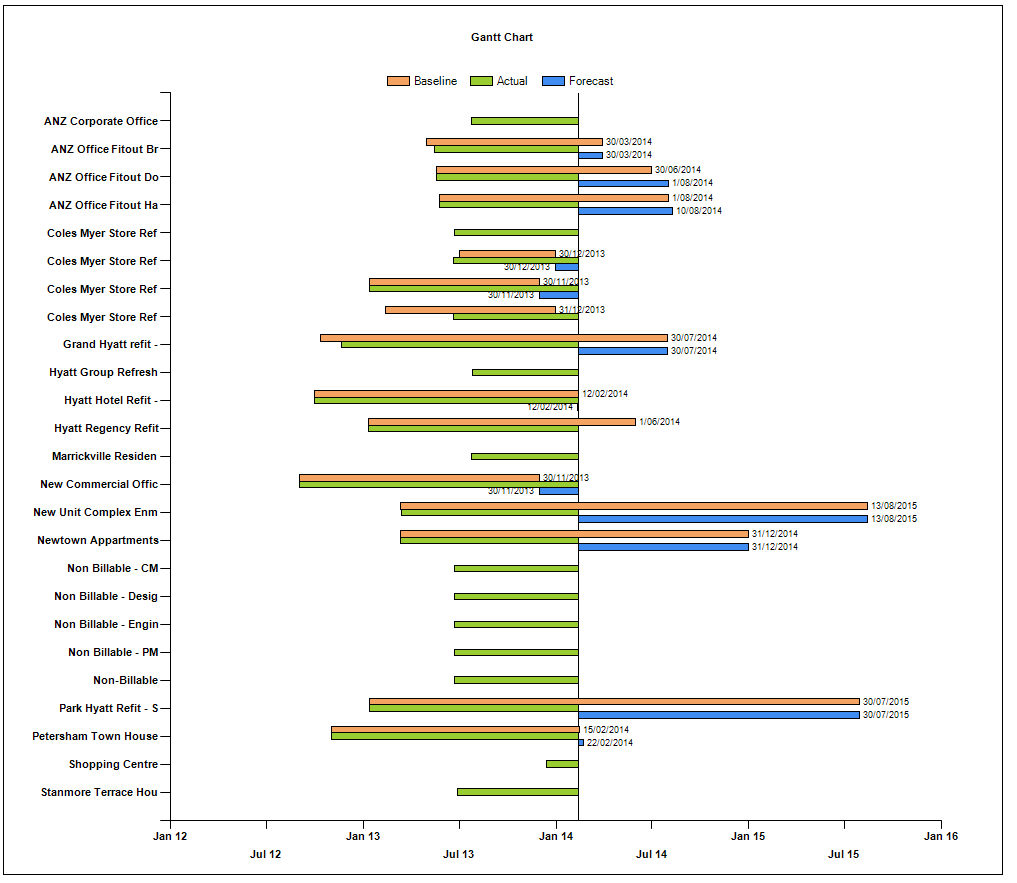 Gantt Chart
Baseline Actual Forecast
ANZ Corporate Office
ANZ Office Fitout Br 30/03/2014
30/03/2014
ANZ Office Fitout Do 30/06/2014
1/08/2014
ANZ Office Fitout Ha 1/08/2014
10/08/2014
Coles Myer Store Ref
Coles Myer Store Ref 30/12/2013
30/12/2013
Coles Myer Store Ref 30/11/2013
30/11/2013
Coles Myer Store Ref 31/12/2013
Grand Hyatt refit - 30/07/2014
30/07/2014
Hyatt Group Refresh
Hyatt Hotel Refit - 12/02/2014
12/02/2014
Hyatt Regency Refit 1/06/2014
Marrickville Residen
New Commercial Offic 30/11/2013
30/11/2013
New Unit Complex Enm 13/08/2015
13/08/2015
Newtown Appartments 31/12/2014
31/12/2014
Non Billable - CM
Non Billable - Desig
Non Billable - Engin
Non Billable - PM
Non-Billable
Park Hyatt Refit - S 30/07/2015
30/07/2015
Petersham Town House 15/02/2014
22/02/2014
Shopping Centre
Stanmore Terrace Hou
Jan 12 Jan 13 Jan 14 Jan 15 Jan 16
Jul 12 Jul 13 Jul 14 Jul 15